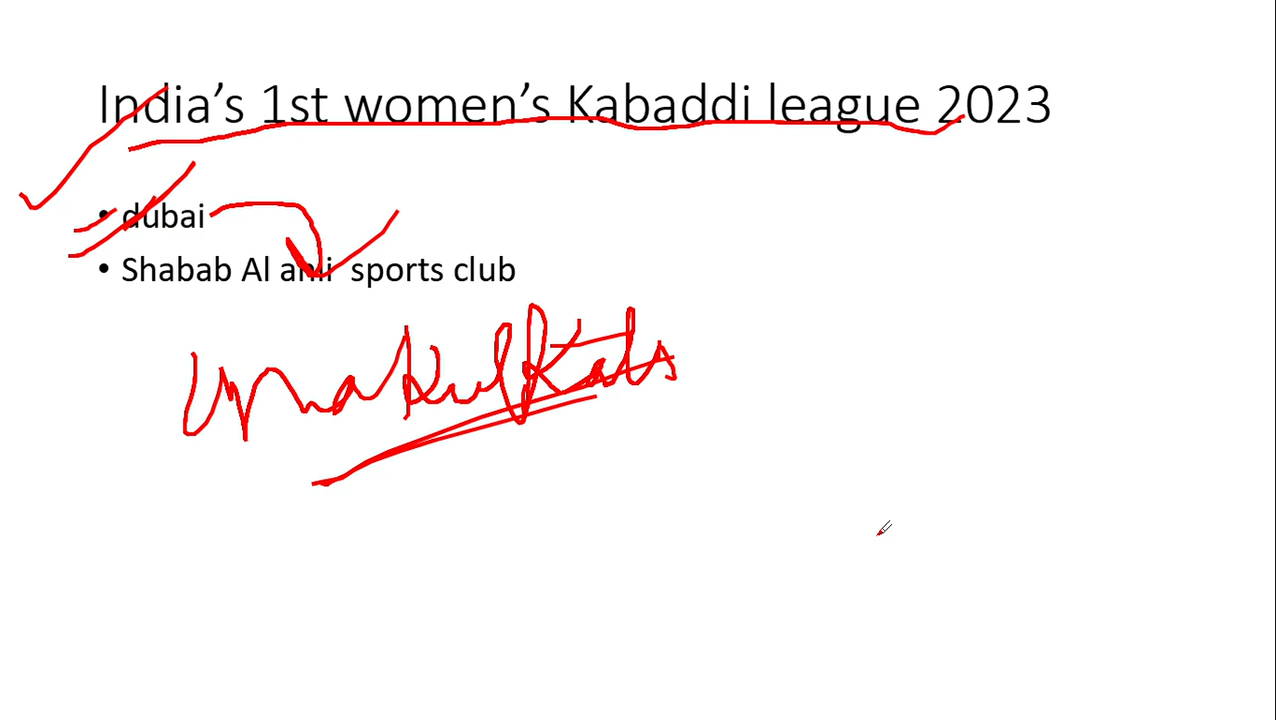 India's 1st women's Kabaddi league 2023
• dubai
• Shabab Al sports club